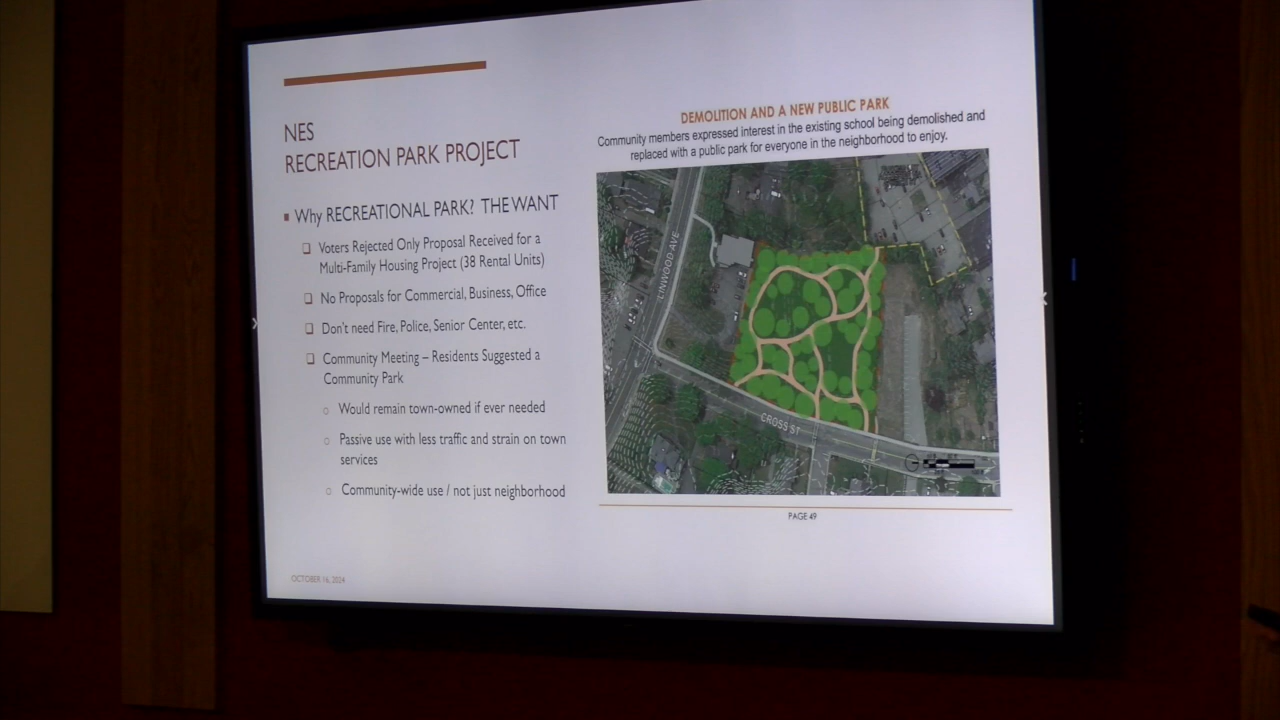 NES
RECREATION PARK PROJECT
Why RECREATIONAL PARK? THE WANT
Voters Rejected Only Proposal Received for a
Multi-Family Housing Project (38 Rental Units)
No Proposals for Commercial, Business, Office
Don't need Fire, Police, Senior Center, etc.
Community Meeting – Residents Suggested a
Community Park
Would remain town-owned if ever needed
Passive use with less traffic and strain on town
services
Community-wide use / not just neighborhood
OCTOBER 16, 2024
DEMOLITION AND A NEW PUBLIC PARK
Community members expressed interest in the existing school being demolished and
replaced with a public park for everyone in the neighborhood to enjoy.
LINWOOD AVE
CROSS ST
PAGE 49